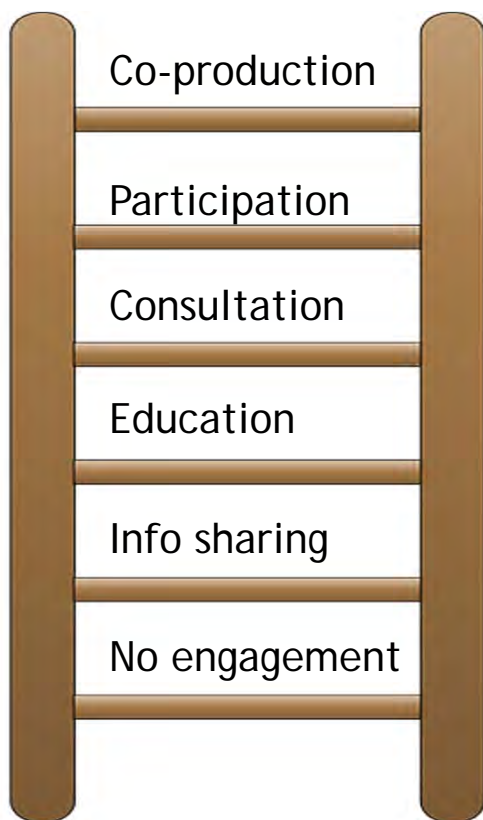 Co-production
Participation
Consultation
Education
Info sharing
No engagement